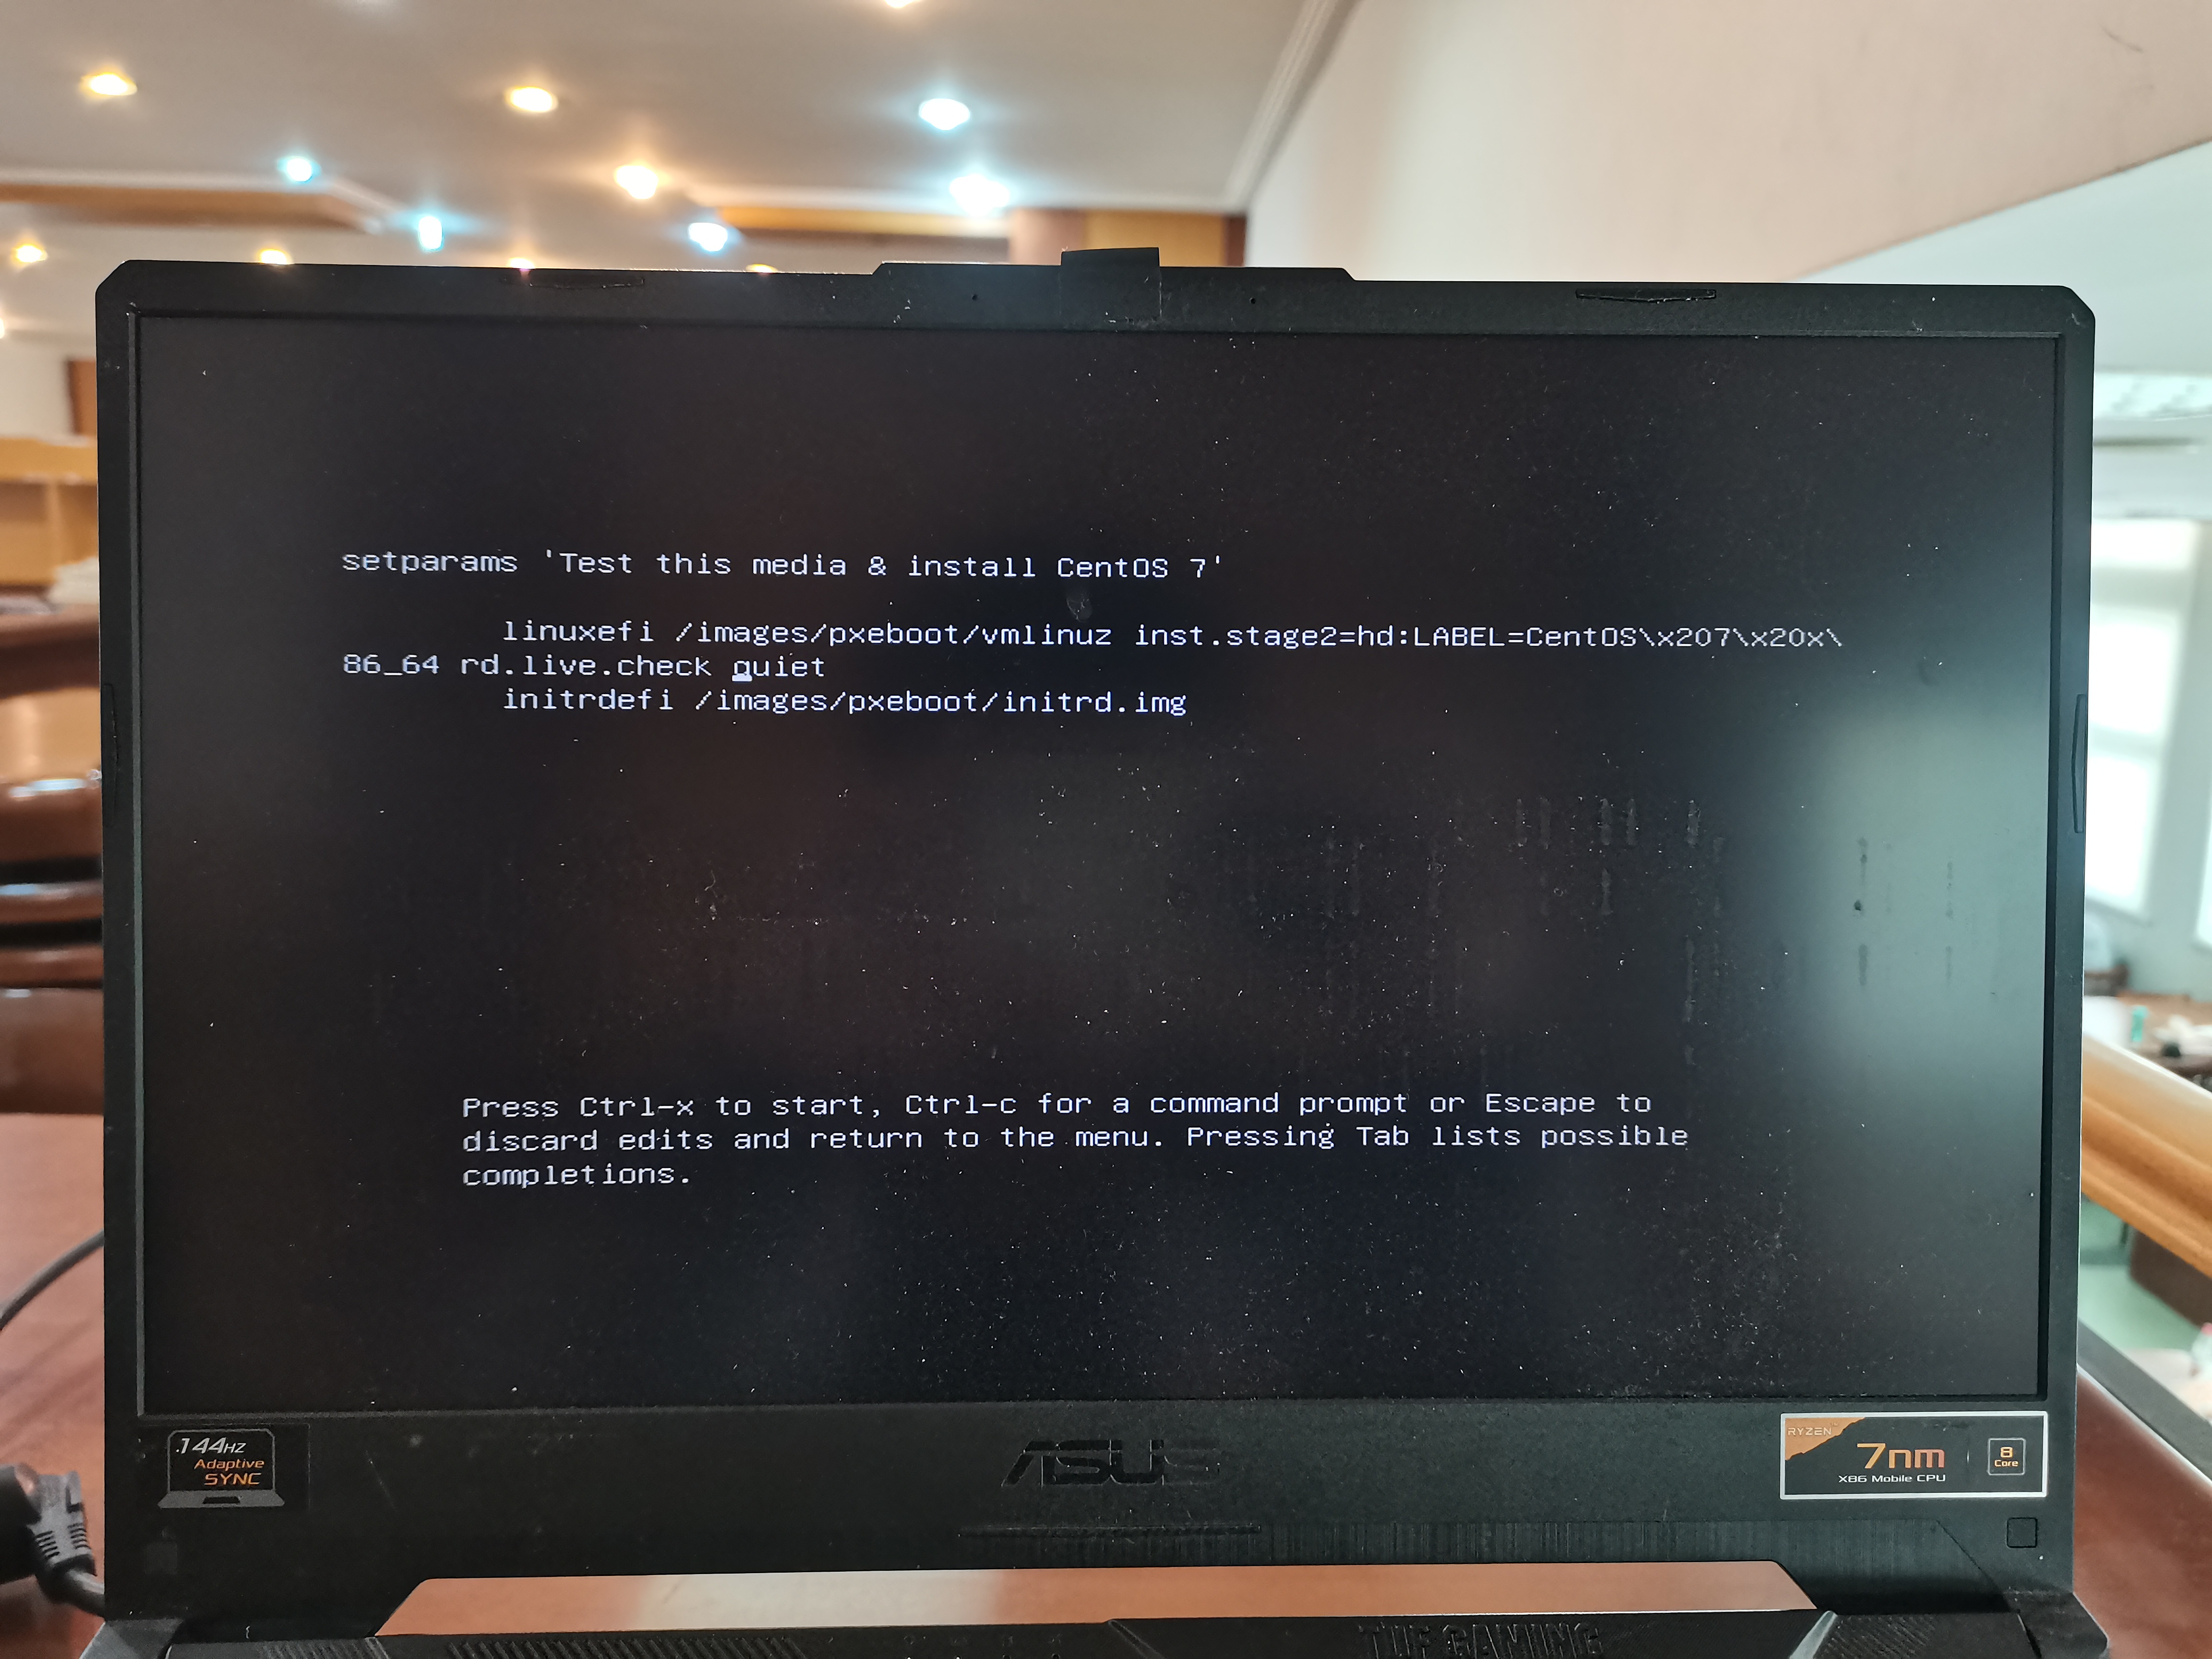 setparams 'Test this media & install CentOS 7'
linuxefi /images/pxeboot/vmlinuz inst.stage2=hd:LABEL=CentOS\x207\x20x\
86_64 rd.live.check quiet
initrdefi /images/pxeboot/initrd.img
Press Ctrl-x to start, Ctrl-c for a command prompt or Escape to
discard edits and return to the menu. Pressing Tab lists possible
completions.
144Hz
Adaptive
SYNC
ASUS
RYZEN
7nm
X86 Mobile CPU
8
Core
TUF GAMING